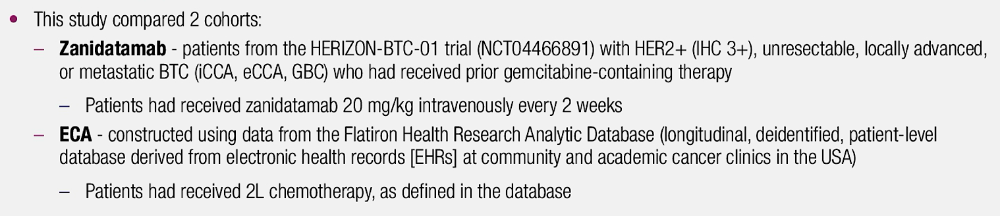 • This study compared 2 cohorts:
– Zanidatamab - patients from the HERIZON-BTC-01 trial (NCT04466891) with HER2+ (IHC 3+), unresectable, locally advanced,
or metastatic BTC (iCCA, eCCA, GBC) who had received prior gemcitabine-containing therapy
– Patients had received zanidatamab 20 mg/kg intravenously every 2 weeks
– ECA - constructed using data from the Flatiron Health Research Analytic Database (longitudinal, deidentified, patient-level
database derived from electronic health records [EHRs] at community and academic cancer clinics in the USA)
– Patients had received 2L chemotherapy, as defined in the database